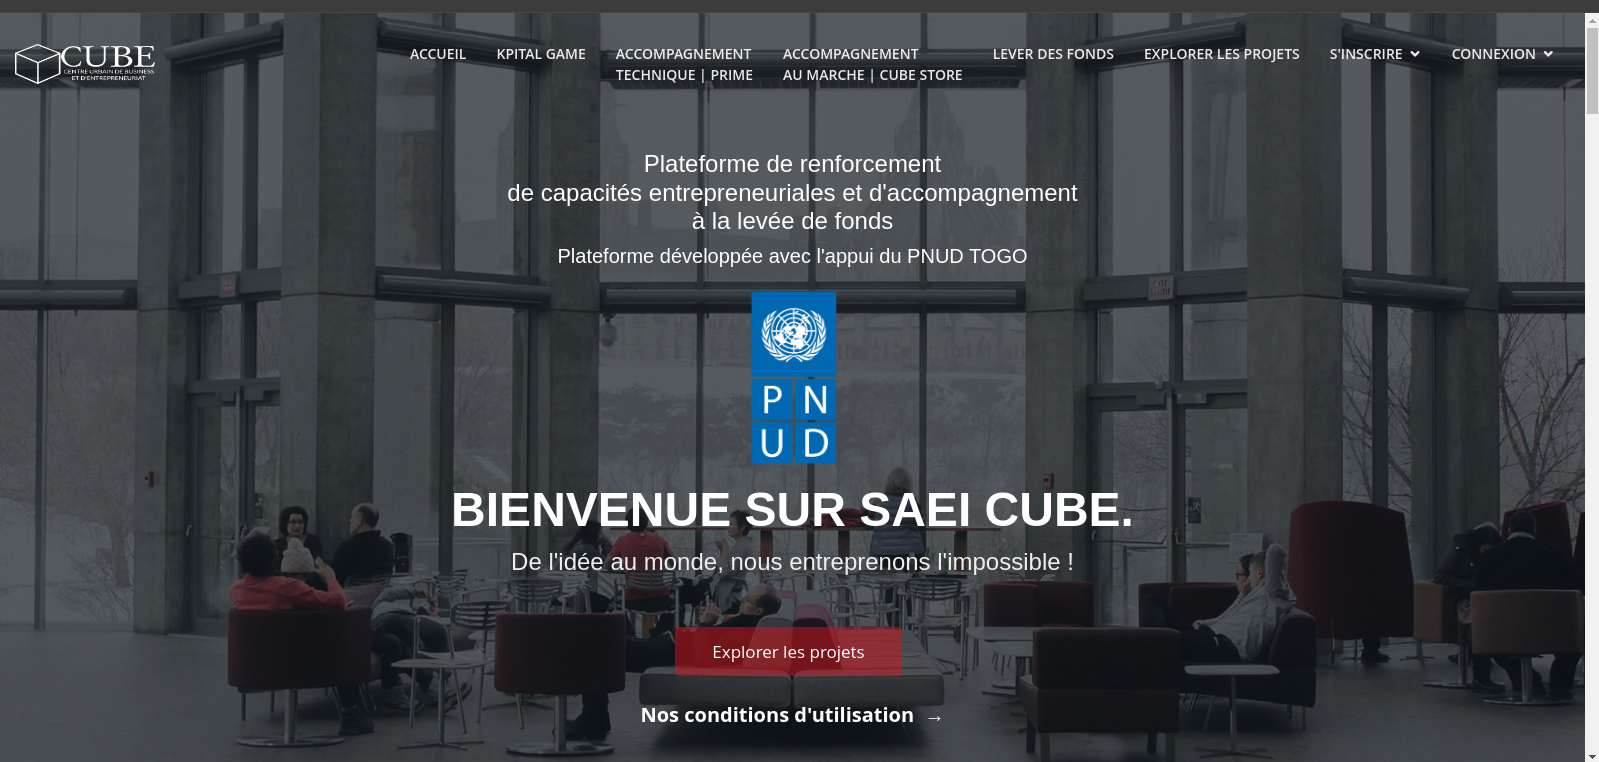 CUBE
CENTRE URBAIN DE BUSINESS
ET D'ENTREPRENEURIAT
ACCUEIL
KPITAL GAME
ACCOMPAGNEMENT
TECHNIQUE | PRIME
ACCOMPAGNEMENT
AU MARCHE | CUBE STORE
LEVER DES FONDS
EXPLORER LES PROJETS
S'INSCRIRE
CONNEXION
Plateforme de renforcement
de capacités entrepreneuriales et d'accompagnement
à la levée de fonds
Plateforme développée avec l'appui du PNUD TOGO
P N
U D
BIENVENUE SUR SAEI CUBE.
De l'idée au monde, nous entreprenons l'impossible !
Explorer les projets
Nos conditions d'utilisation →